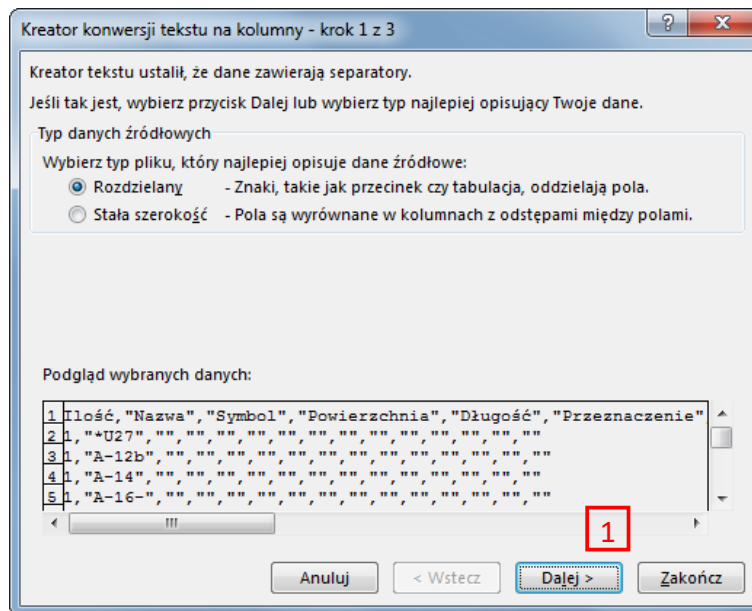 Kreator konwersji tekstu na kolumny - krok 1 z 3
?
X
Kreator tekstu ustalił, że dane zawierają separatory.
Jeśli tak jest, wybierz przycisk Dalej lub wybierz typ najlepiej opisujący Twoje dane.
Typ danych źródłowych
Wybierz typ pliku, który najlepiej opisuje dane źródłowe:
Rozdzielany - Znaki, takie jak przecinek czy tabulacja, oddzielają pola.
Stała szerokość - Pola są wyrównane w kolumnach z odstępami między polami.
Podgląd wybranych danych:
1 Ilość,"Nazwa","Symbol","Powierzchnia","Długość","Przeznaczenie"
2 1,"*U27","","","","","","","","","","",""
3 1,"A-12b","","","","","","","","","","",""
4 1,"A-14","","","","","","","","","","",""
5 1,"A-16-","","","","","","","","","","",""
1
Anuluj < Wstecz Dalej > Zakończ